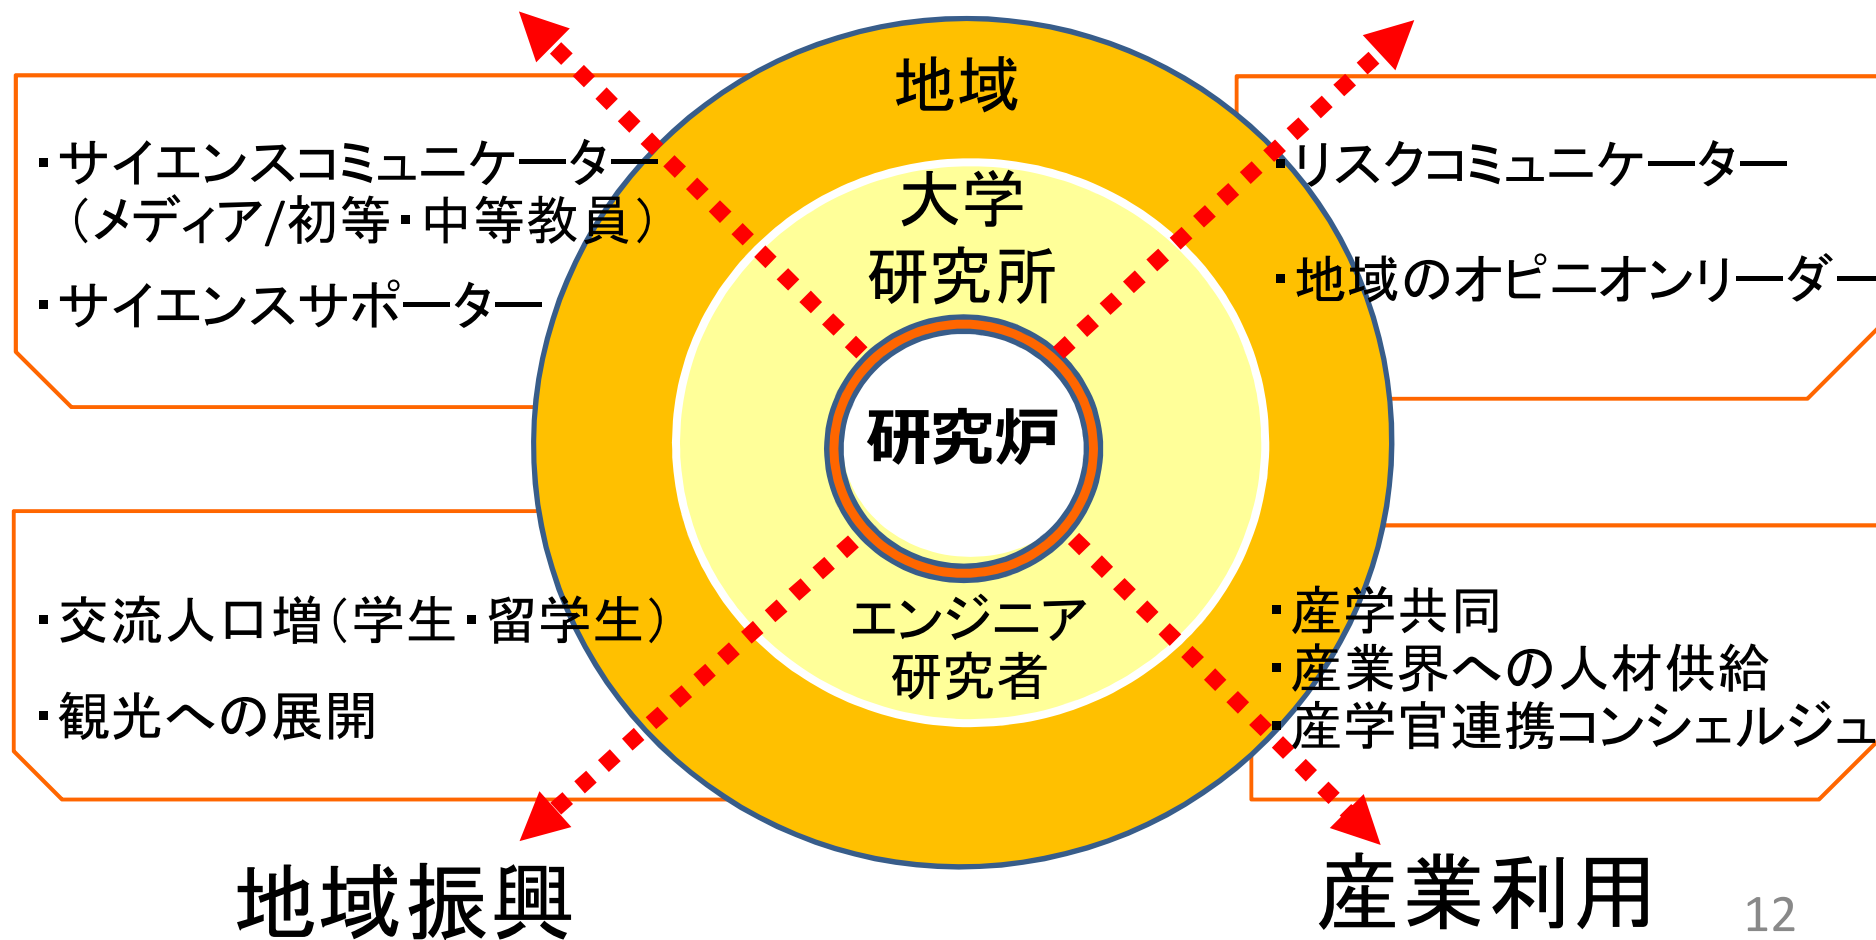 地域
・サイエンスコミュニケーター
（メディア/初等・中等教員）
・サイエンスサポーター
・リスクコミュニケーター
・地域のオピニオンリーダー
大学
研究所
研究炉
エンジニア
研究者
・交流人口増（学生・留学生）
・観光への展開
・産学共同
・産業界への人材供給
・産学官連携コンシェルジュ
地域振興
産業利用
12